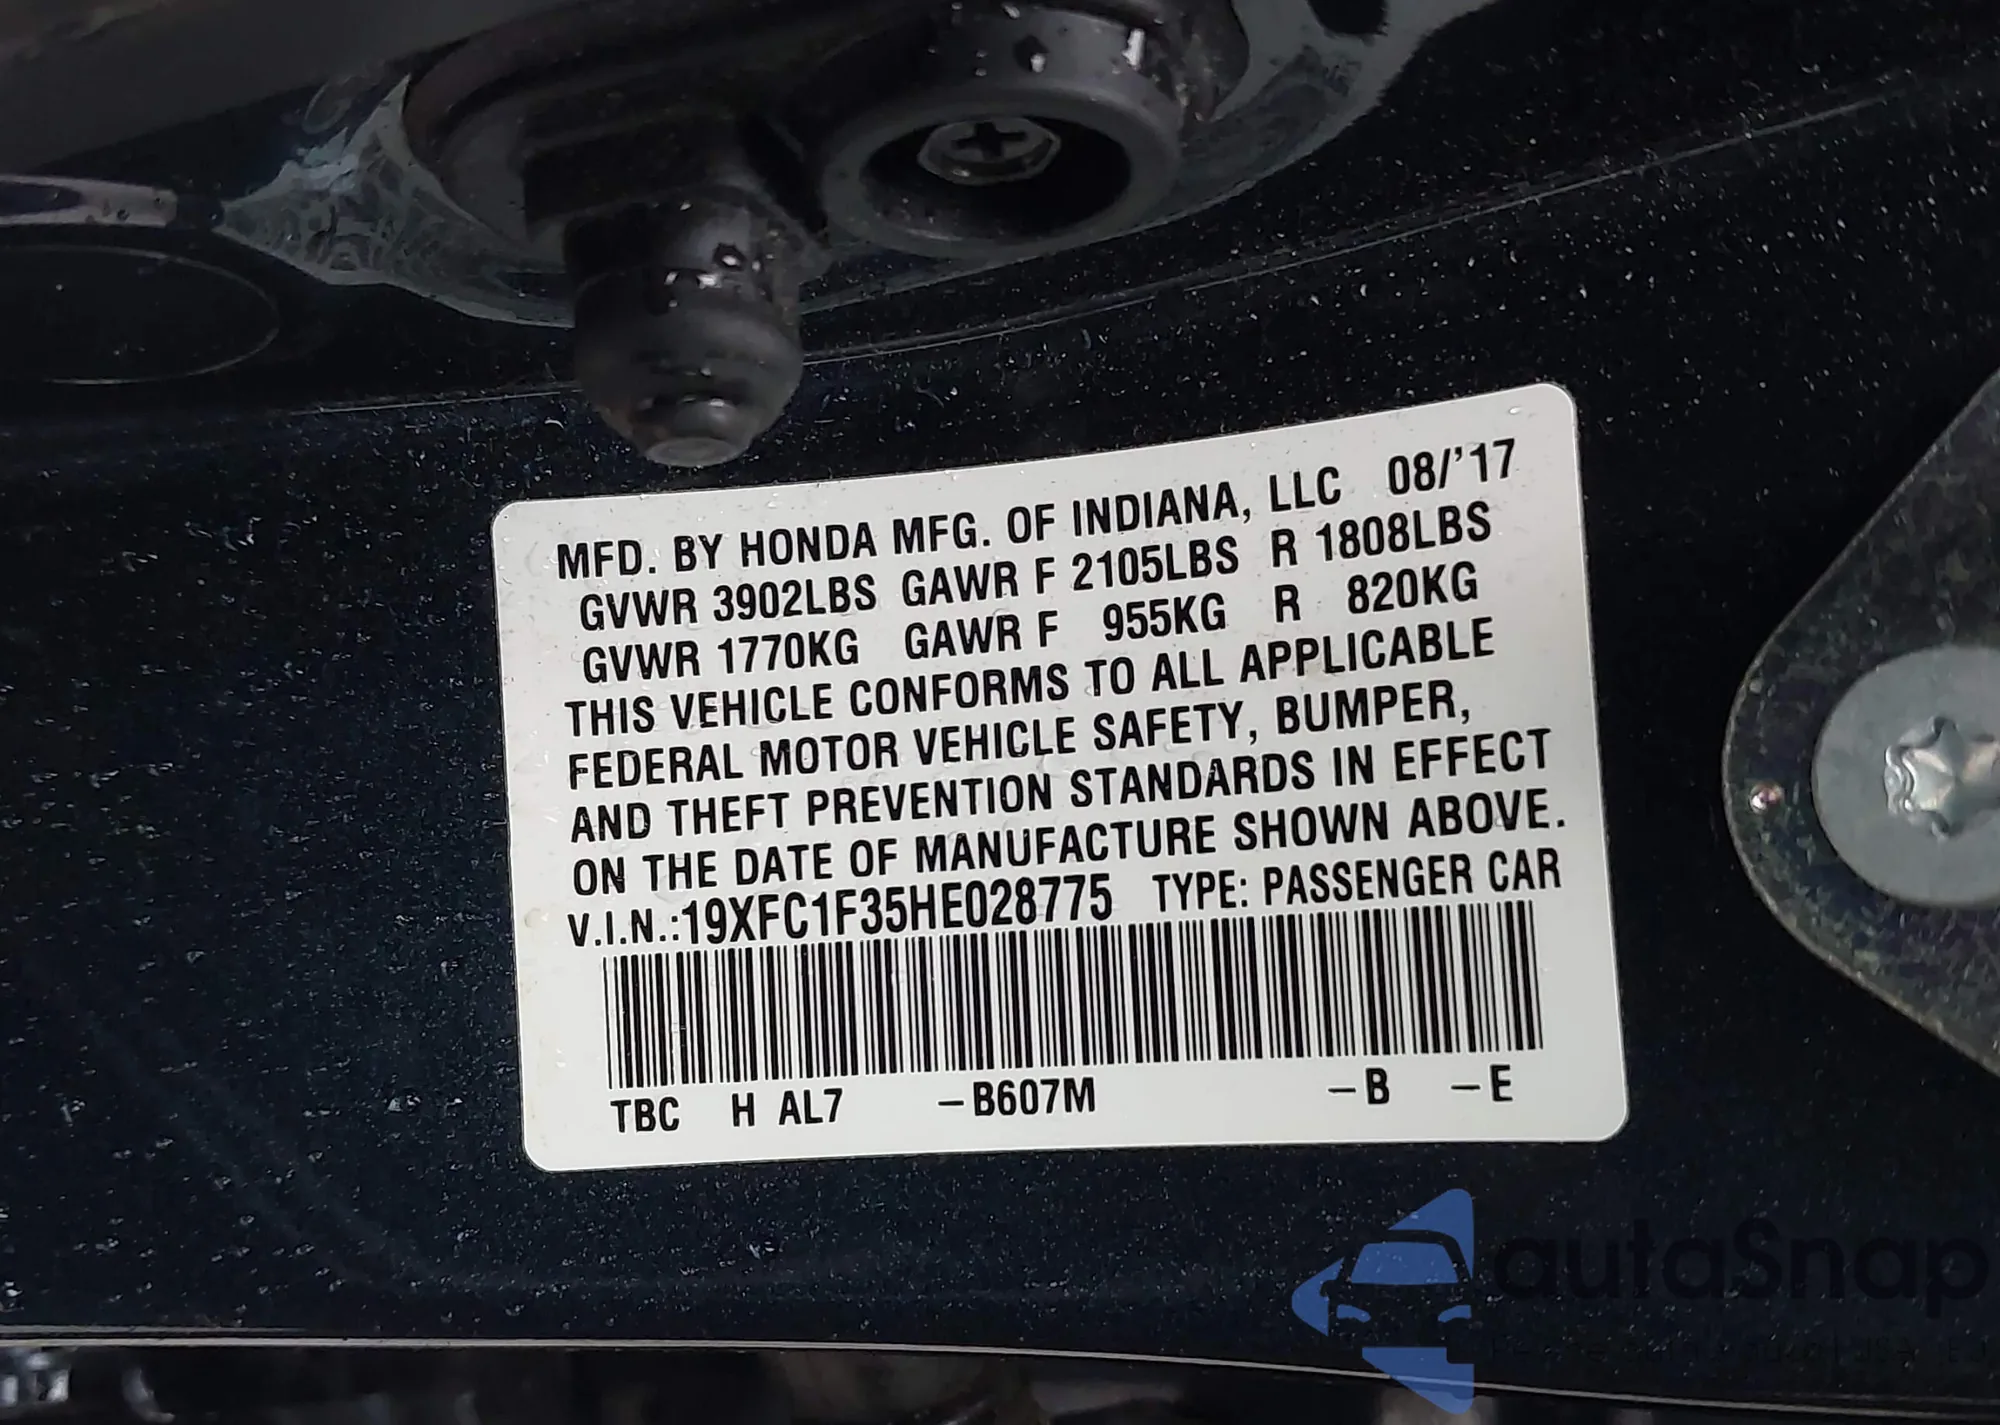 MFD. BY HONDA MFG. OF INDIANA, LLC 08/'17
GVWR 3902LBS GAWR F 2105LBS R 1808LBS
GVWR 1770KG GAWR F 955KG R 820KG
THIS VEHICLE CONFORMS TO ALL APPLICABLE
FEDERAL MOTOR VEHICLE SAFETY, BUMPER,
AND THEFT PREVENTION STANDARDS IN EFFECT
ON THE DATE OF MANUFACTURE SHOWN ABOVE.
V.I.N.:19XFC1F35HE028775 TYPE: PASSENGER CAR
TBC H AL7 –B607M –B –E
autaSnap